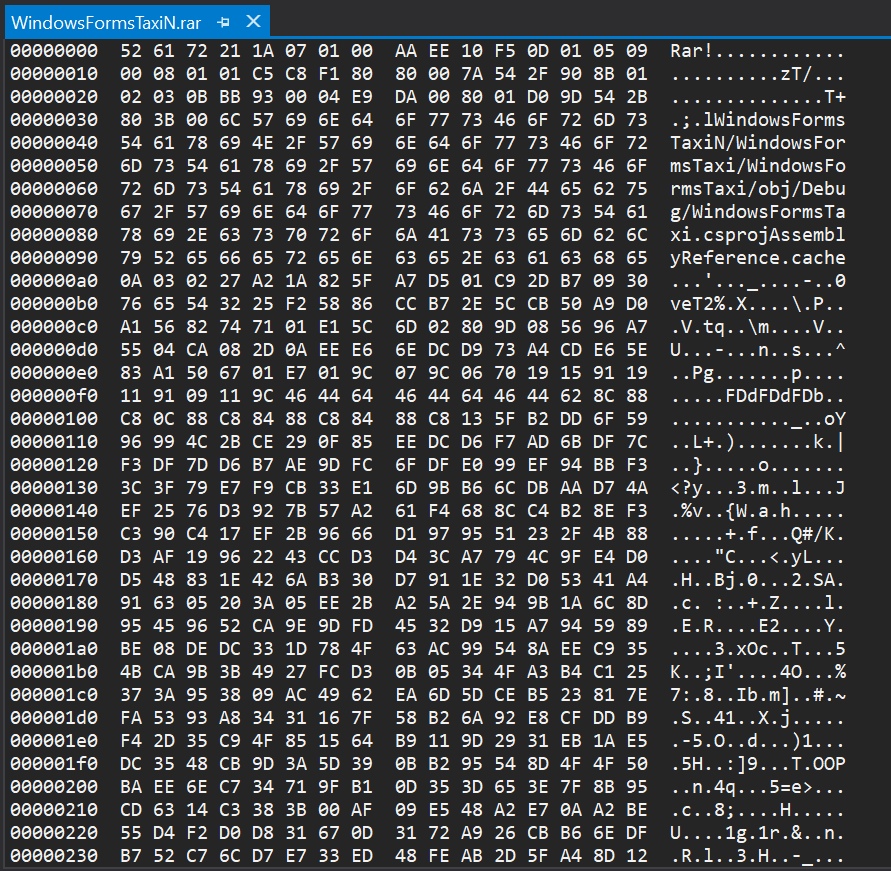 WindowsFormsTaxiN.rar
00000000 52 61 72 21 1A 07 01 00 AA EE 10 F5 0D 01 05 09 Rar!............
00000010 00 08 01 01 C5 C8 F1 80 80 00 7A 54 2F 90 8B 01 ..........zT/...
00000020 02 03 0B BB 93 00 04 E9 DA 00 80 01 D0 9D 54 2B ..............T+
00000030 80 3B 00 6C 57 69 6E 64 6F 77 73 46 6F 72 6D 73 .;.lWindowsForms
00000040 54 61 78 69 4E 2F 57 69 6E 64 6F 77 73 46 6F 72 TaxiN/WindowsFor
00000050 6D 73 54 61 78 69 2F 57 69 6E 64 6F 77 73 46 6F msTaxi/WindowsFo
00000060 72 6D 73 54 61 78 69 2F 6F 62 6A 2F 44 65 62 75 rmsTaxi/obj/Debu
00000070 67 2F 57 69 6E 64 6F 77 73 46 6F 72 6D 73 54 61 g/WindowsFormsTa
00000080 78 69 2E 63 73 70 72 6F 6A 41 73 73 65 6D 62 6C xi.csprojAssembl
00000090 79 52 65 66 65 72 65 6E 63 65 2E 63 61 63 68 65 yReference.cache
000000a0 0A 03 02 27 A2 1A 82 5F A7 D5 01 C9 2D B7 09 30 ...'..._....-..0
000000b0 76 65 54 32 25 F2 58 86 CC B7 2E 5C CB 50 A9 D0 veT2%.X....\.P..
000000c0 A1 56 82 74 71 01 E1 5C 6D 02 80 9D 08 56 96 A7 .V.tq..\m....V..
000000d0 55 04 CA 08 2D 0A EE E6 6E DC D9 73 A4 CD E6 5E U...-...n..s...^
000000e0 83 A1 50 67 01 E7 01 9C 07 9C 06 70 19 15 91 19 ..Pg.......p....
000000f0 11 91 09 11 9C 46 44 64 46 44 64 46 44 62 8C 88 .....FDdFDdFDb..
00000100 C8 0C 88 C8 84 88 C8 84 88 C8 13 5F B2 DD 6F 59 ..........._..oY
00000110 96 99 4C 2B CE 29 0F 85 EE DC D6 F7 AD 6B DF 7C ..L+.).......k.|
00000120 F3 DF 7D D6 B7 AE 9D FC 6F DF E0 99 EF 94 BB F3 ..}.....o.......
00000130 3C 3F 79 E7 F9 CB 33 E1 6D 9B B6 6C DB AA D7 4A <?y...3.m..l...J
00000140 EF 25 76 D3 92 7B 57 A2 61 F4 68 8C C4 B2 8E F3 .%v..{W.a.h.....
00000150 C3 90 C4 17 EF 2B 96 66 D1 97 95 51 23 2F 4B 88 .....+.f...Q#/K.
00000160 D3 AF 19 96 22 43 CC D3 D4 3C A7 79 4C 9F E4 D0 ...."C...<.yL...
00000170 D5 48 83 1E 42 6A B3 30 D7 91 1E 32 D0 53 41 A4 .H..Bj.0...2.SA.
00000180 91 63 05 20 3A 05 EE 2B A2 5A 2E 94 9B 1A 6C 8D .c. :..+.Z....l.
00000190 95 45 96 52 CA 9E 9D FD 45 32 D9 15 A7 94 59 89 .E.R....E2....Y.
000001a0 BE 08 DE DC 33 1D 78 4F 63 AC 99 54 8A EE C9 35 ....3.xOc..T...5
000001b0 4B CA 9B 3B 49 27 FC D3 0B 05 34 4F A3 B4 C1 25 K..;I'....4O...%
000001c0 37 3A 95 38 09 AC 49 62 EA 6D 5D CE B5 23 81 7E 7:.8..Ib.m]..#.~
000001d0 FA 53 93 A8 34 31 16 7F 58 B2 6A 92 E8 CF DD B9 .S..41..X.j.....
000001e0 F4 2D 35 C9 4F 85 15 64 B9 11 9D 29 31 EB 1A E5 .-5.O..d...)1...
000001f0 DC 35 48 CB 9D 3A 5D 39 0B B2 95 54 8D 4F 4F 50 .5H..:]9...T.OOP
00000200 BA EE 6E C7 34 71 9F B1 0D 35 3D 65 3E 7F 8B 95 ..n.4q...5=e>...
00000210 CD 63 14 C3 38 3B 00 AF 09 E5 48 A2 E7 0A A2 BE .c..8;....H.....
00000220 55 D4 F2 D0 D8 31 67 0D 31 72 A9 26 CB B6 6E DF U....1g.1r.&..n.
00000230 B7 52 C7 6C D7 E7 33 ED 48 FE AB 2D 5F A4 8D 12 .R.l..3.H..-_...